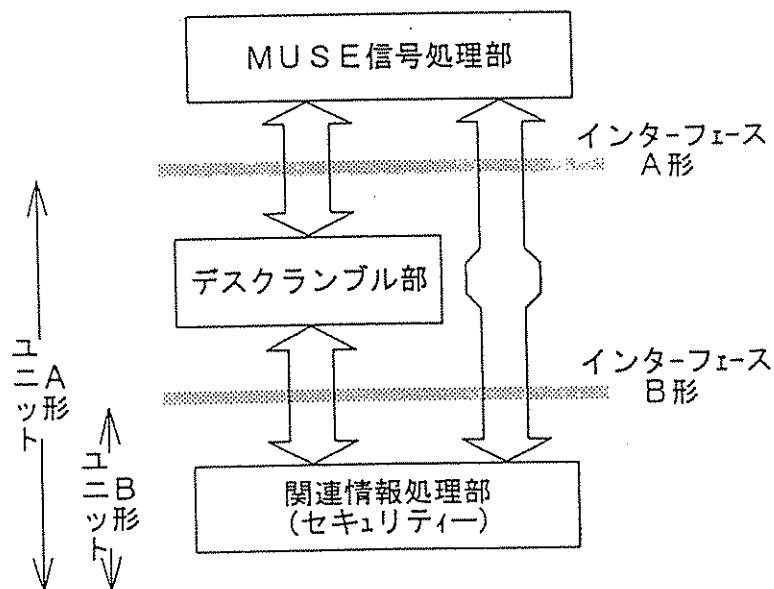 ＭＵＳＥ信号処理部
インターフェース
Ａ形
デスクランブル部
インターフェース
Ｂ形
Ａ形
ユニット
Ｂ形
ユニット
関連情報処理部
(セキュリティー)